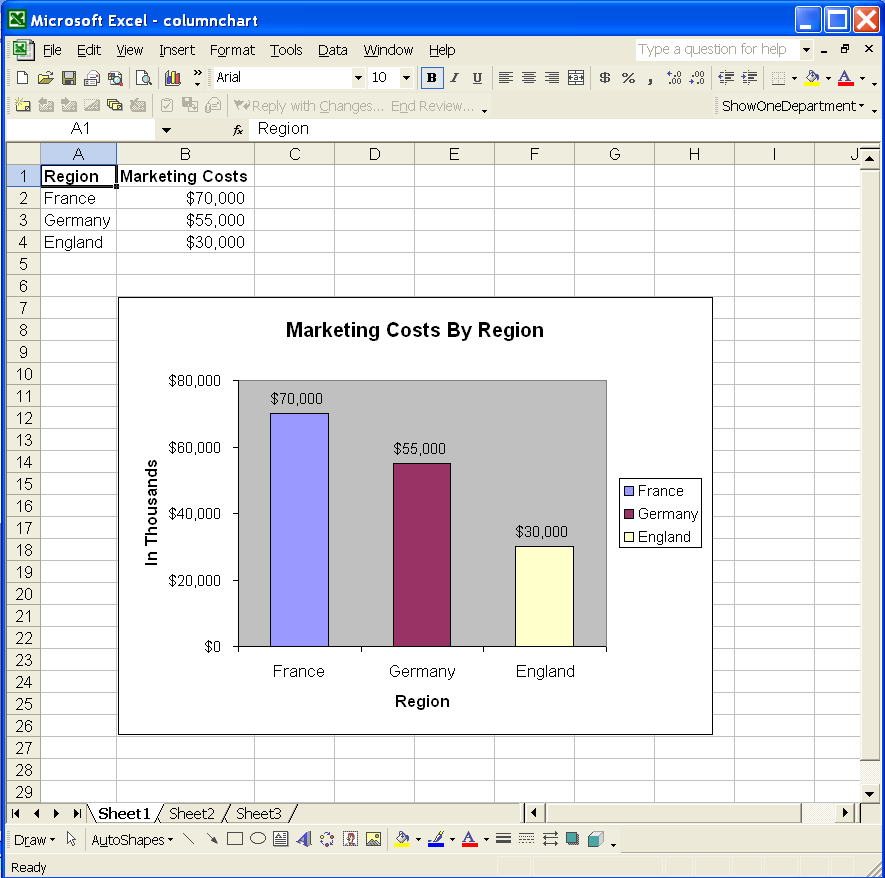 Microsoft Excel - columnchart
File Edit View Insert Format Tools Data Window Help Type a question for help
Arial 10 B I U $ % ,
Reply with Changes... End Review... ShowOneDepartment
A1 fx Region
A B C D E F G H I J
1 Region Marketing Costs
2 France $70,000
3 Germany $55,000
4 England $30,000
5
6
7
8
9
10
11
12
13
14
15
16
17
18
19
20
21
22
23
24
25
26
27
28
29
Marketing Costs By Region
$80,000
$70,000
$60,000
$55,000
$40,000
$30,000
$20,000
$0
In Thousands
France Germany England
Region
France
Germany
England
Sheet1 Sheet2 Sheet3
Draw AutoShapes
Ready